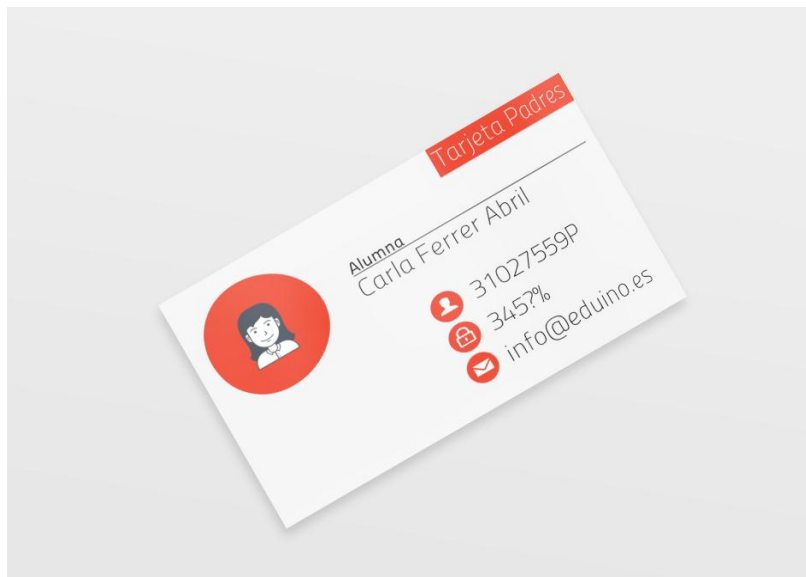 Tarjeta Padres
Alumna
Carla Ferrer Abril
31027559P
345?%
info@eduino.es